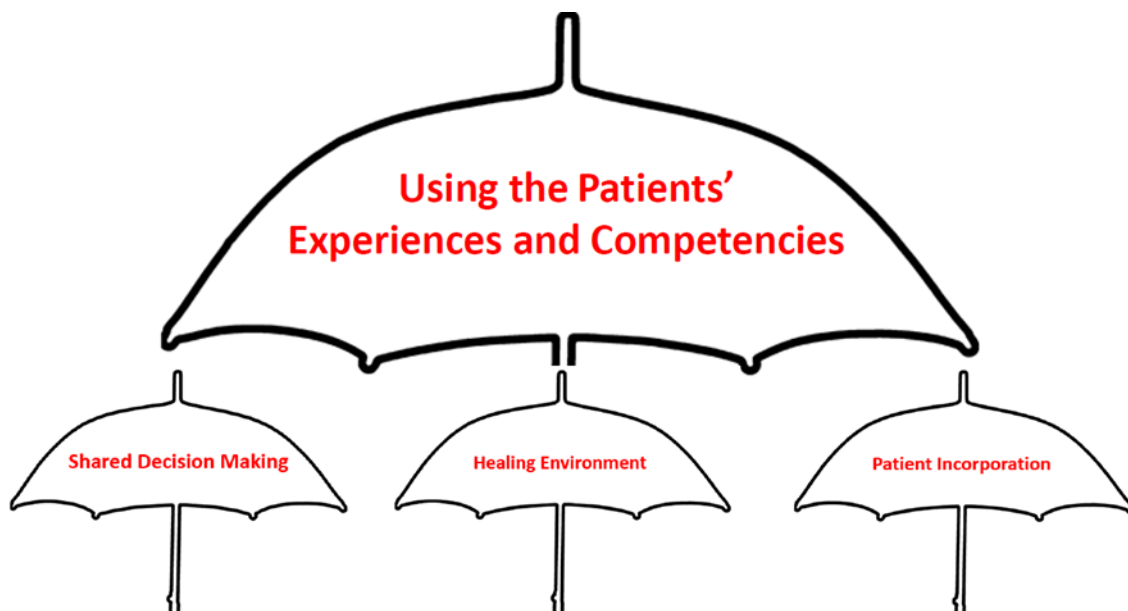 Using the Patients’
Experiences and Competencies
Shared Decision Making
Healing Environment
Patient Incorporation